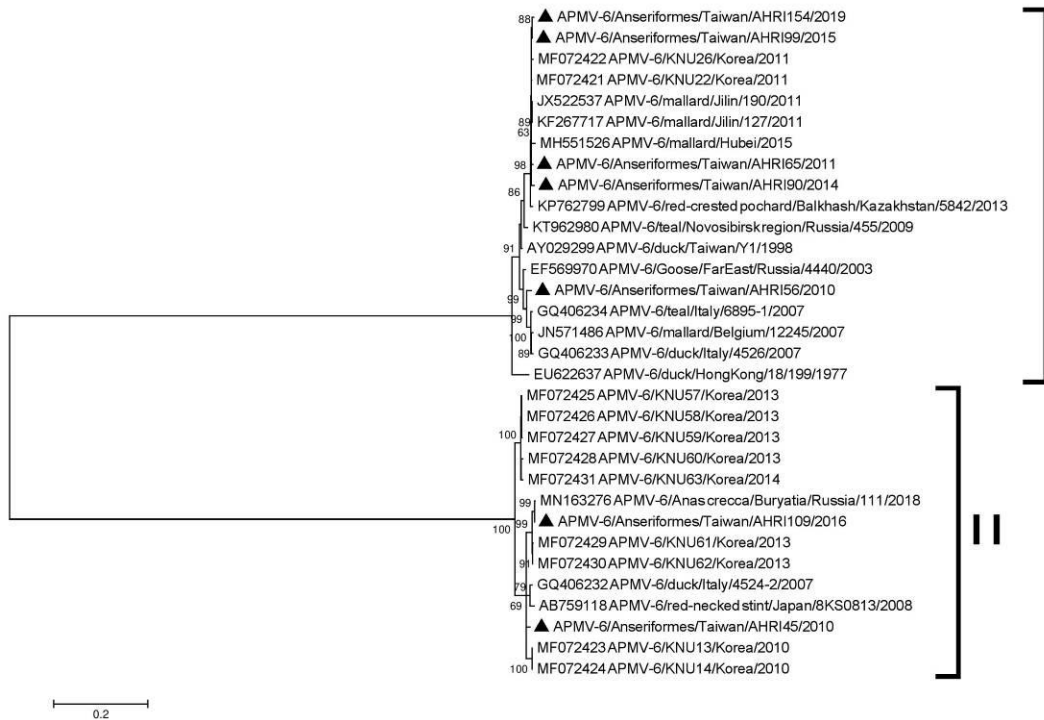 88 ▲ APMV-6/Anseriformes/Taiwan/AHRI154/2019
▲ APMV-6/Anseriformes/Taiwan/AHRI99/2015
MF072422 APMV-6/KNU26/Korea/2011
MF072421 APMV-6/KNU22/Korea/2011
JX522537 APMV-6/mallard/Jilin/190/2011
89 KF267717 APMV-6/mallard/Jilin/127/2011
63 MH551526 APMV-6/mallard/Hubei/2015
98 ▲ APMV-6/Anseriformes/Taiwan/AHRI65/2011
86 ▲ APMV-6/Anseriformes/Taiwan/AHRI90/2014
KP762799 APMV-6/red-crested pochard/Balkhash/Kazakhstan/5842/2013
KT962980 APMV-6/teal/Novosibirsk region/Russia/455/2009
91 AY029299 APMV-6/duck/Taiwan/Y1/1998
EF569970 APMV-6/Goose/FarEast/Russia/4440/2003
99 ▲ APMV-6/Anseriformes/Taiwan/AHRI56/2010
99 GQ406234 APMV-6/teal/Italy/6895-1/2007
100 JN571486 APMV-6/mallard/Belgium/12245/2007
89 GQ406233 APMV-6/duck/Italy/4526/2007
EU622637 APMV-6/duck/HongKong/18/199/1977
MF072425 APMV-6/KNU57/Korea/2013
MF072426 APMV-6/KNU58/Korea/2013
100 MF072427 APMV-6/KNU59/Korea/2013
MF072428 APMV-6/KNU60/Korea/2013
MF072431 APMV-6/KNU63/Korea/2014
99 MN163276 APMV-6/Anas crecca/Buryatia/Russia/111/2018
100 99 ▲ APMV-6/Anseriformes/Taiwan/AHRI109/2016 II
MF072429 APMV-6/KNU61/Korea/2013
91 MF072430 APMV-6/KNU62/Korea/2013
79 GQ406232 APMV-6/duck/Italy/4524-2/2007
69 AB759118 APMV-6/red-necked stint/Japan/8KS0813/2008
▲ APMV-6/Anseriformes/Taiwan/AHRI45/2010
MF072423 APMV-6/KNU13/Korea/2010
100 MF072424 APMV-6/KNU14/Korea/2010
0.2